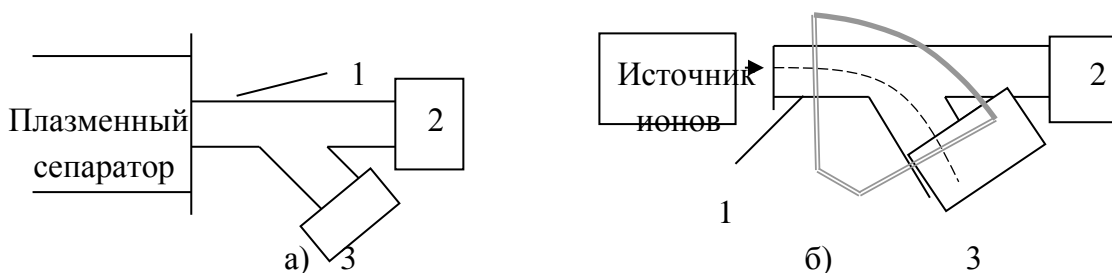 1
2
Плазменный
сепаратор
а)
3
Источник
ионов
2
1
б)
3